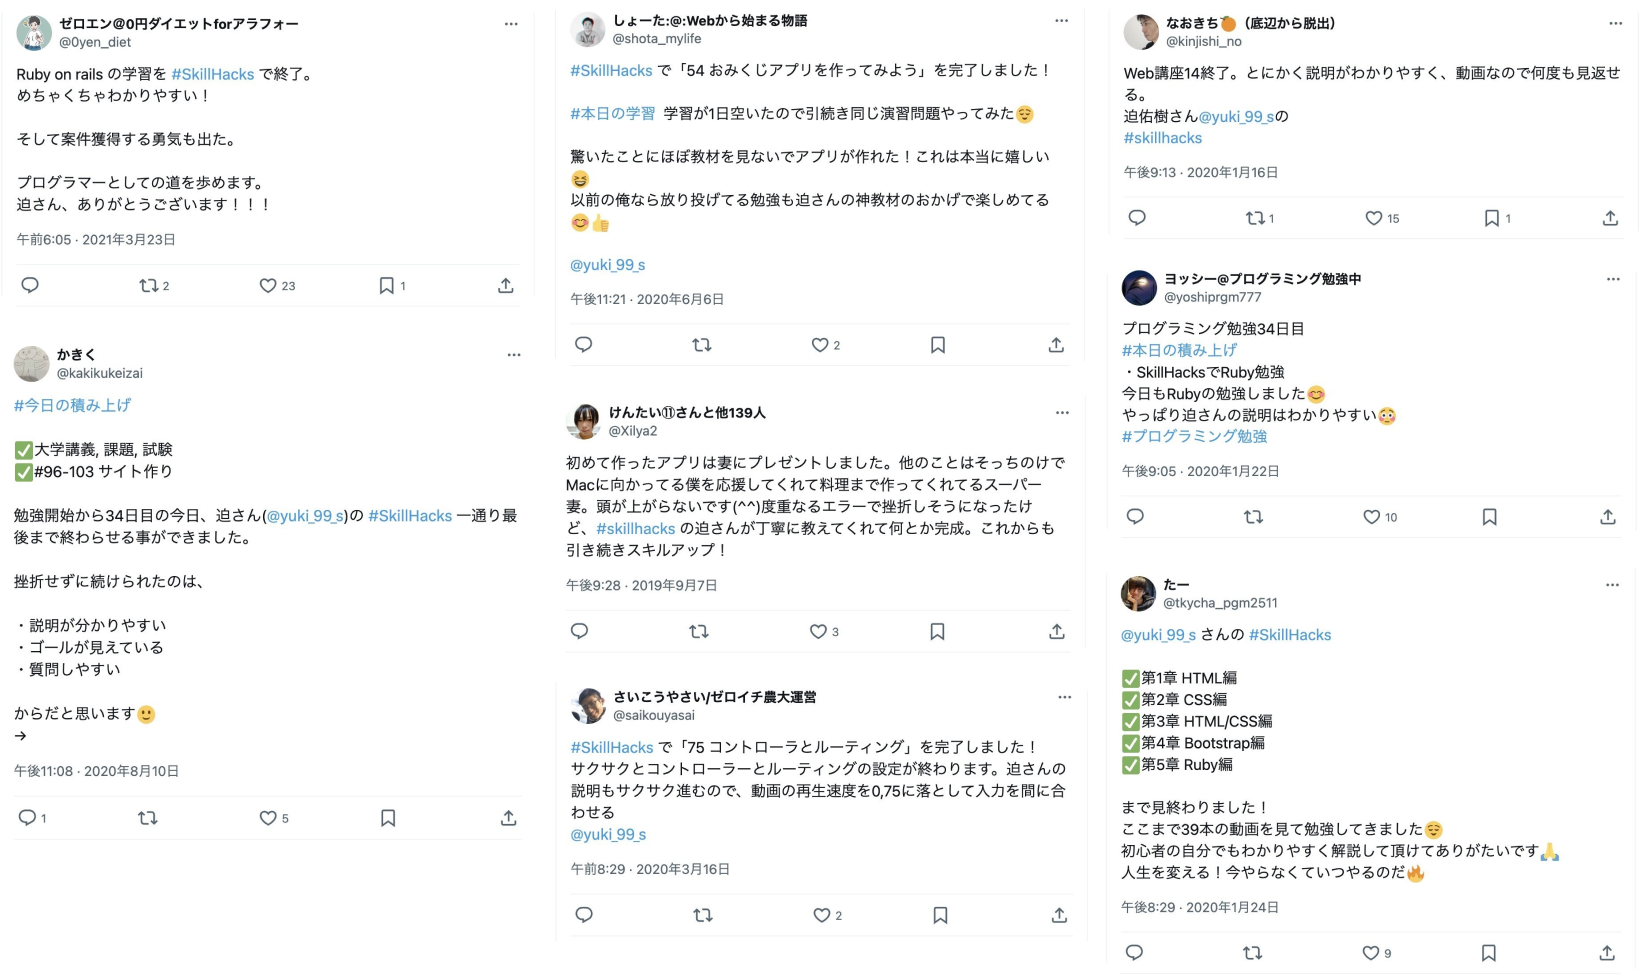 ゼロエン@0円ダイエットforアラフォー
@0yen_diet
Ruby on rails の学習を #SkillHacks で終了。
めちゃくちゃわかりやすい！
そして案件獲得する勇気も出た。
プログラマーとしての道を歩めます。
迫さん、ありがとうございます！！！
午前6:05 · 2021年3月23日
2 23 1
かきく
@kakikukeizai
#今日の積み上げ
✅大学講義, 課題, 試験
✅#96-103 サイト作り
勉強開始から34日目の今日、迫さん(@yuki_99_s)の #SkillHacks 一通り最
後まで終わらせる事ができました。
挫折せずに続けられたのは、
・説明が分かりやすい
・ゴールが見えている
・質問しやすい
からだと思います🙂
→
午後11:08 · 2020年8月10日
1 5
しょーた:@:Webから始まる物語
@shota_mylife
#SkillHacks で「54 おみくじアプリを作ってみよう」を完了しました！
#本日の学習 学習が1日空いたので引続き同じ演習問題やってみた😌
驚いたことにほぼ教材を見ないでアプリが作れた！これは本当に嬉しい
😆
以前の俺なら放り投げてる勉強も迫さんの神教材のおかげで楽しめてる
😊👍
@yuki_99_s
午後11:21 · 2020年6月6日
2
けんたい⑪さんと他139人
@Xilya2
初めて作ったアプリは妻にプレゼントしました。他のことはそっちのけで
Macに向かってる僕を応援してくれて料理まで作ってくれてるスーパー
妻。頭が上がらないです(^^)度重なるエラーで挫折しそうになったけ
ど、#skillhacks の迫さんが丁寧に教えてくれて何とか完成。これからも
引き続きスキルアップ！
午後9:28 · 2019年9月7日
3
さいこうやさい/ゼロイチ農大運営
@saikouyasai
#SkillHacks で「75 コントローラとルーティング」を完了しました！
サクサクとコントローラーとルーティングの設定が終わります。迫さんの
説明もサクサク進むので、動画の再生速度を0,75に落として入力を間に合
わせる
@yuki_99_s
午前8:29 · 2020年3月16日
2
なおきち🍊（底辺から脱出）
@kinjishi_no
Web講座14終了。とにかく説明がわかりやすく、動画なので何度も見返せ
る。
迫佑樹さん@yuki_99_sの
#skillhacks
午後9:13 · 2020年1月16日
1 15 1
ヨッシー@プログラミング勉強中
@yoshiprgm777
プログラミング勉強34日目
#本日の積み上げ
・SkillHacksでRuby勉強
今日もRubyの勉強しました😊
やっぱり迫さんの説明はわかりやすい😳
#プログラミング勉強
午後9:05 · 2020年1月22日
10
たー
@tkycha_pgm2511
@yuki_99_s さんの #SkillHacks
✅第1章 HTML編
✅第2章 CSS編
✅第3章 HTML/CSS編
✅第4章 Bootstrap編
✅第5章 Ruby編
まで見終わりました！
ここまで39本の動画を見て勉強してきました😌
初心者の自分でもわかりやすく解説して頂けてありがたいです🙏
人生を変える！今やらなくていつやるのだ🔥
午後8:29 · 2020年1月24日
9